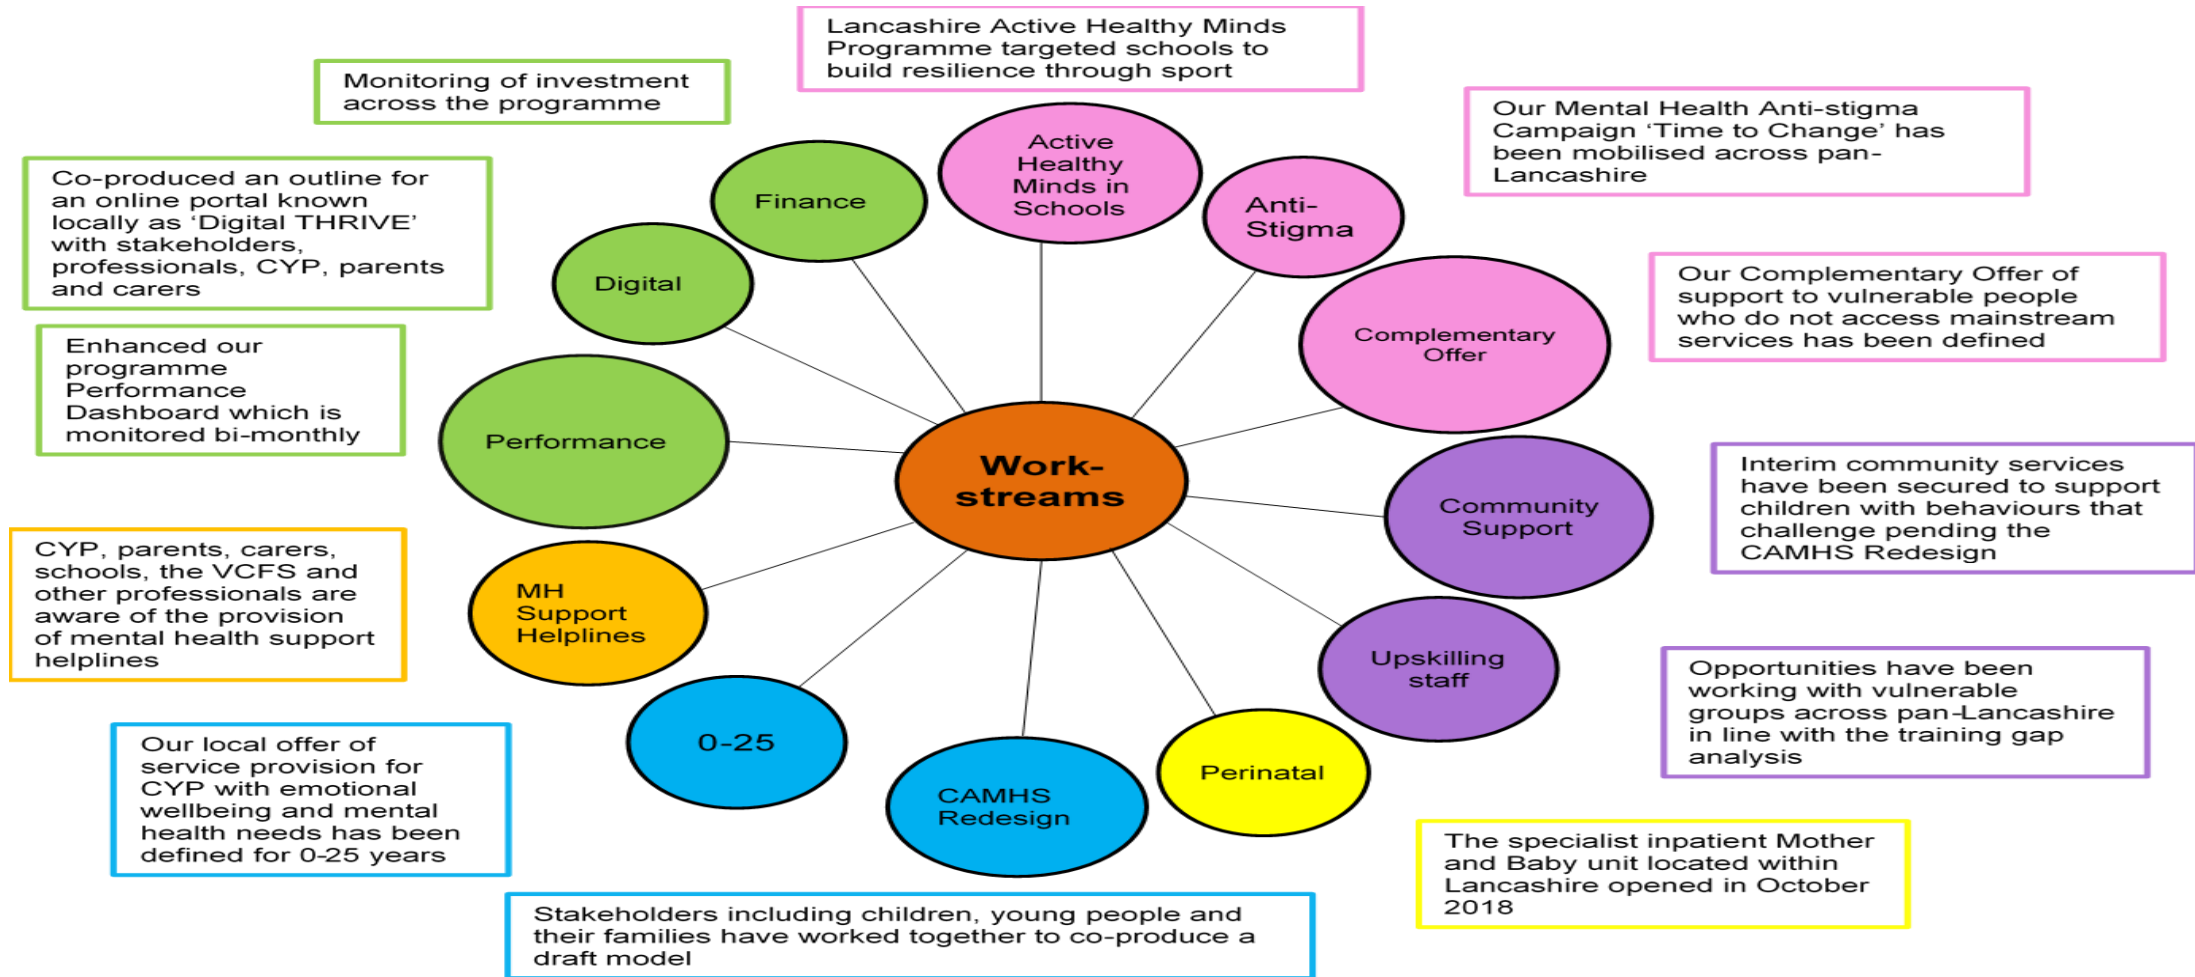 Lancashire Active Healthy Minds
Programme targeted schools to
build resilience through sport
Monitoring of investment
across the programme
Our Mental Health Anti-stigma
Campaign ‘Time to Change’ has
been mobilised across pan-
Lancashire
Active
Healthy
Minds in
Schools
Finance
Anti-
Stigma
Co-produced an outline for
an online portal known
locally as ‘Digital THRIVE’
with stakeholders,
professionals, CYP, parents
and carers
Digital
Our Complementary Offer of
support to vulnerable people
who do not access mainstream
services has been defined
Complementary
Offer
Enhanced our
programme
Performance
Dashboard which is
monitored bi-monthly
Performance
Work-
streams
Community
Support
Interim community services
have been secured to support
children with behaviours that
challenge pending the
CAMHS Redesign
CYP, parents, carers,
schools, the VCFS and
other professionals are
aware of the provision
of mental health support
helplines
MH
Support
Helplines
Upskilling
staff
Opportunities have been
working with vulnerable
groups across pan-Lancashire
in line with the training gap
analysis
Our local offer of
service provision for
CYP with emotional
wellbeing and mental
health needs has been
defined for 0-25 years
0-25
CAMHS
Redesign
Perinatal
The specialist inpatient Mother
and Baby unit located within
Lancashire opened in October
2018
Stakeholders including children, young people and
their families have worked together to co-produce a
draft model